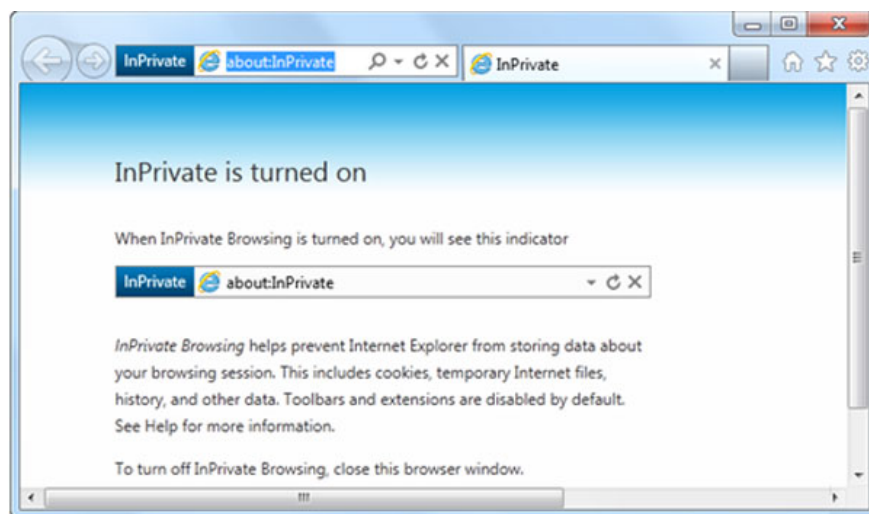 InPrivate about:InPrivate InPrivate
InPrivate is turned on
When InPrivate Browsing is turned on, you will see this indicator
InPrivate about:InPrivate
InPrivate Browsing helps prevent Internet Explorer from storing data about
your browsing session. This includes cookies, temporary Internet files,
history, and other data. Toolbars and extensions are disabled by default.
See Help for more information.
To turn off InPrivate Browsing, close this browser window.